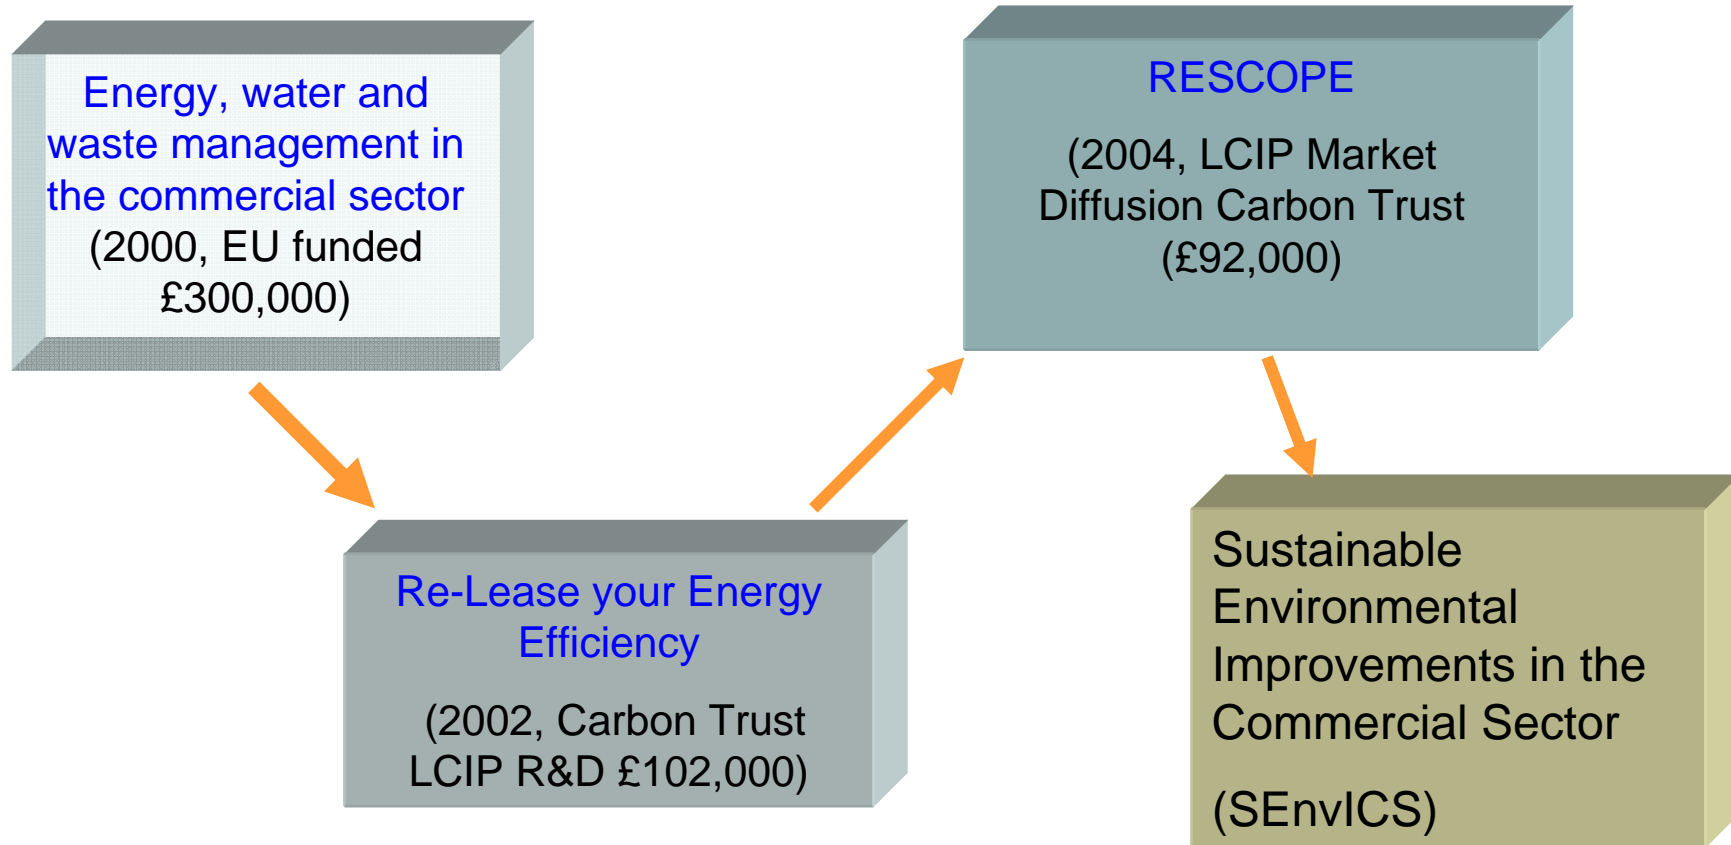 Energy, water and
waste management in
the commercial sector
(2000, EU funded
£300,000)
Re-Lease your Energy
Efficiency
(2002, Carbon Trust
LCIP R&D £102,000)
RESCOPE
(2004, LCIP Market
Diffusion Carbon Trust
(£92,000)
Sustainable
Environmental
Improvements in the
Commercial Sector
(SEnvICS)